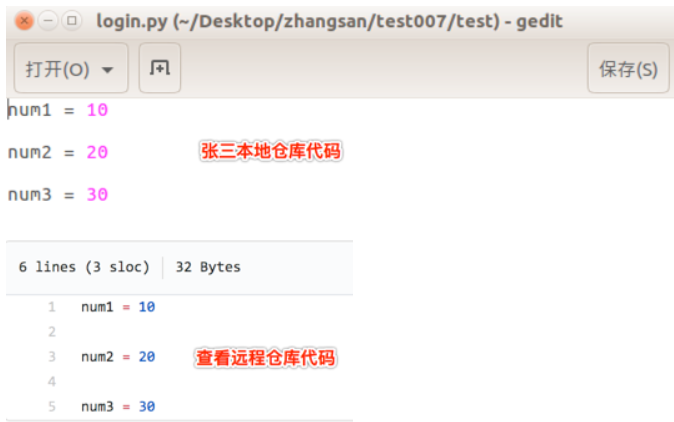 login.py (~/Desktop/zhangsan/test007/test) - gedit
打开(O) 保存(S)
num1 = 10
num2 = 20 张三本地仓库代码
num3 = 30
6 lines (3 sloc) 32 Bytes
1 num1 = 10
2
3 num2 = 20 查看远程仓库代码
4
5 num3 = 30